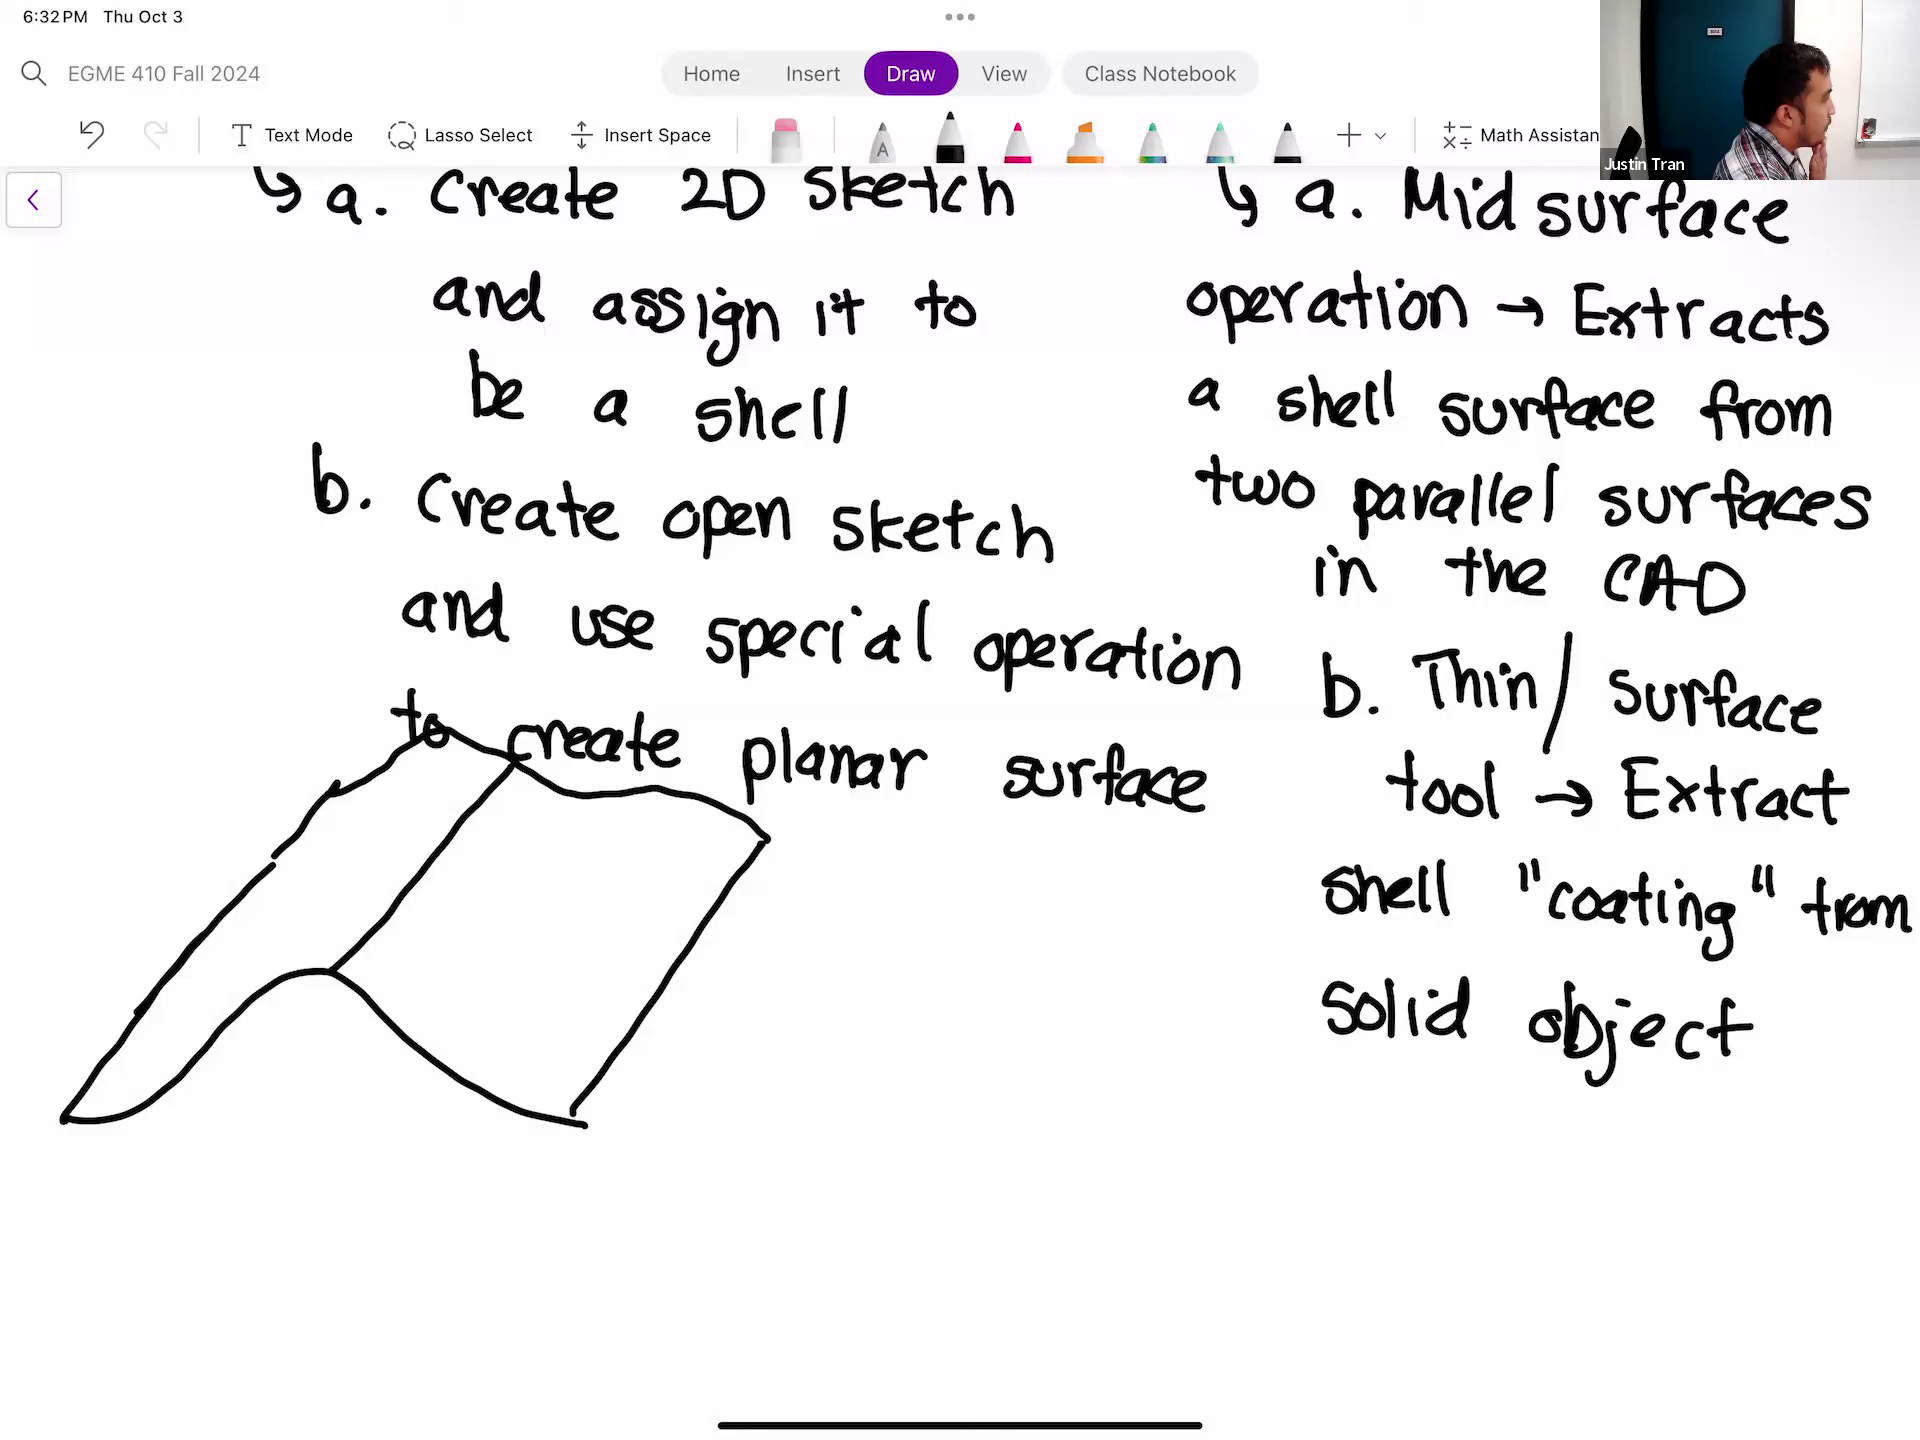 6:32 PM Thu Oct 3
EGME 410 Fall 2024
Home Insert Draw View Class Notebook
Text Mode Lasso Select Insert Space A Math Assistan
Justin Tran
a. Create 2D Sketch
and assign it to
be a shell
b. Create open sketch
and use special operation
to create planar surface
a. Mid surface
operation → Extracts
a shell surface from
two parallel surfaces
in the CAD
b. Thin/ surface
tool → Extract
shell "coating" from
solid object